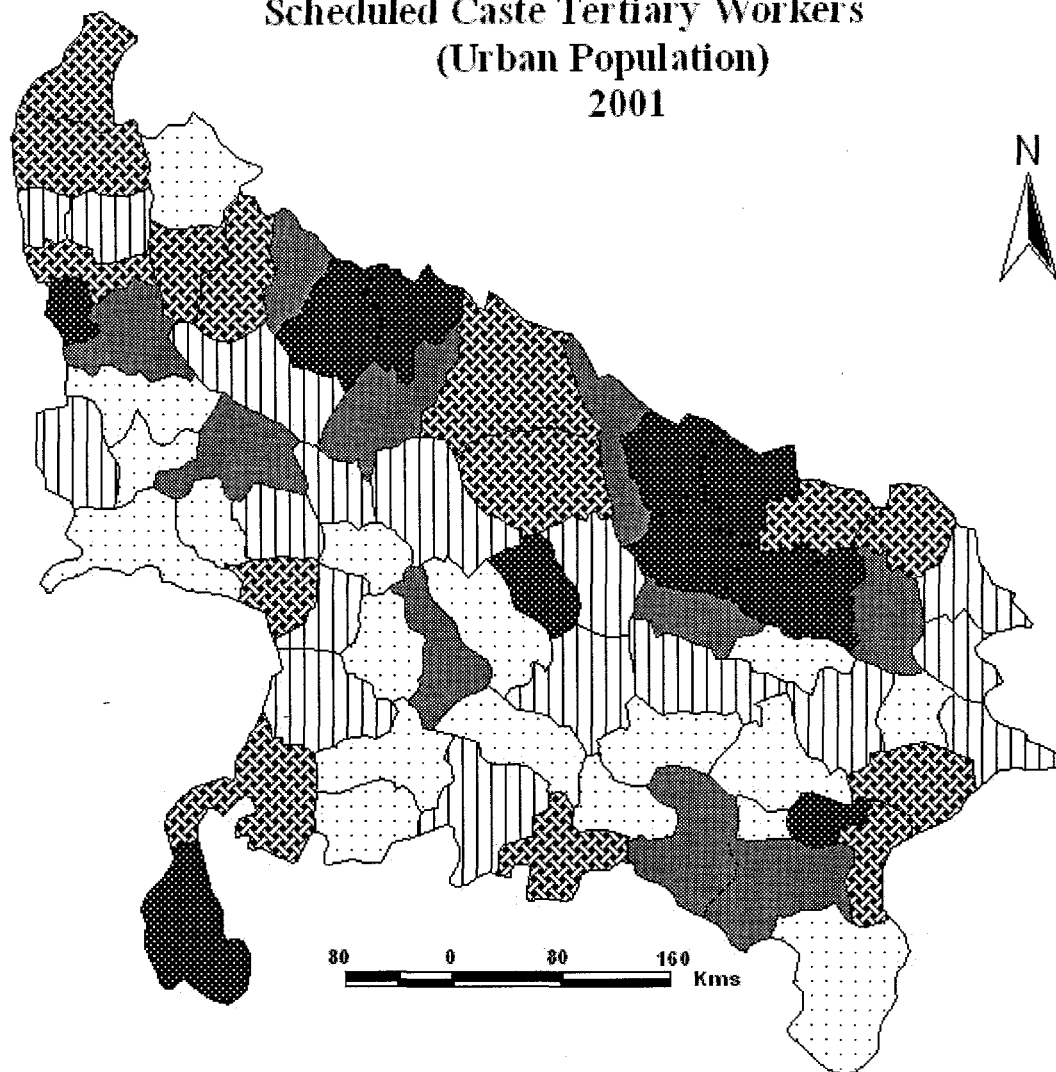 Scheduled Caste Tertiary Workers
(Urban Population)
2001
N
80 0 80 160
Kms